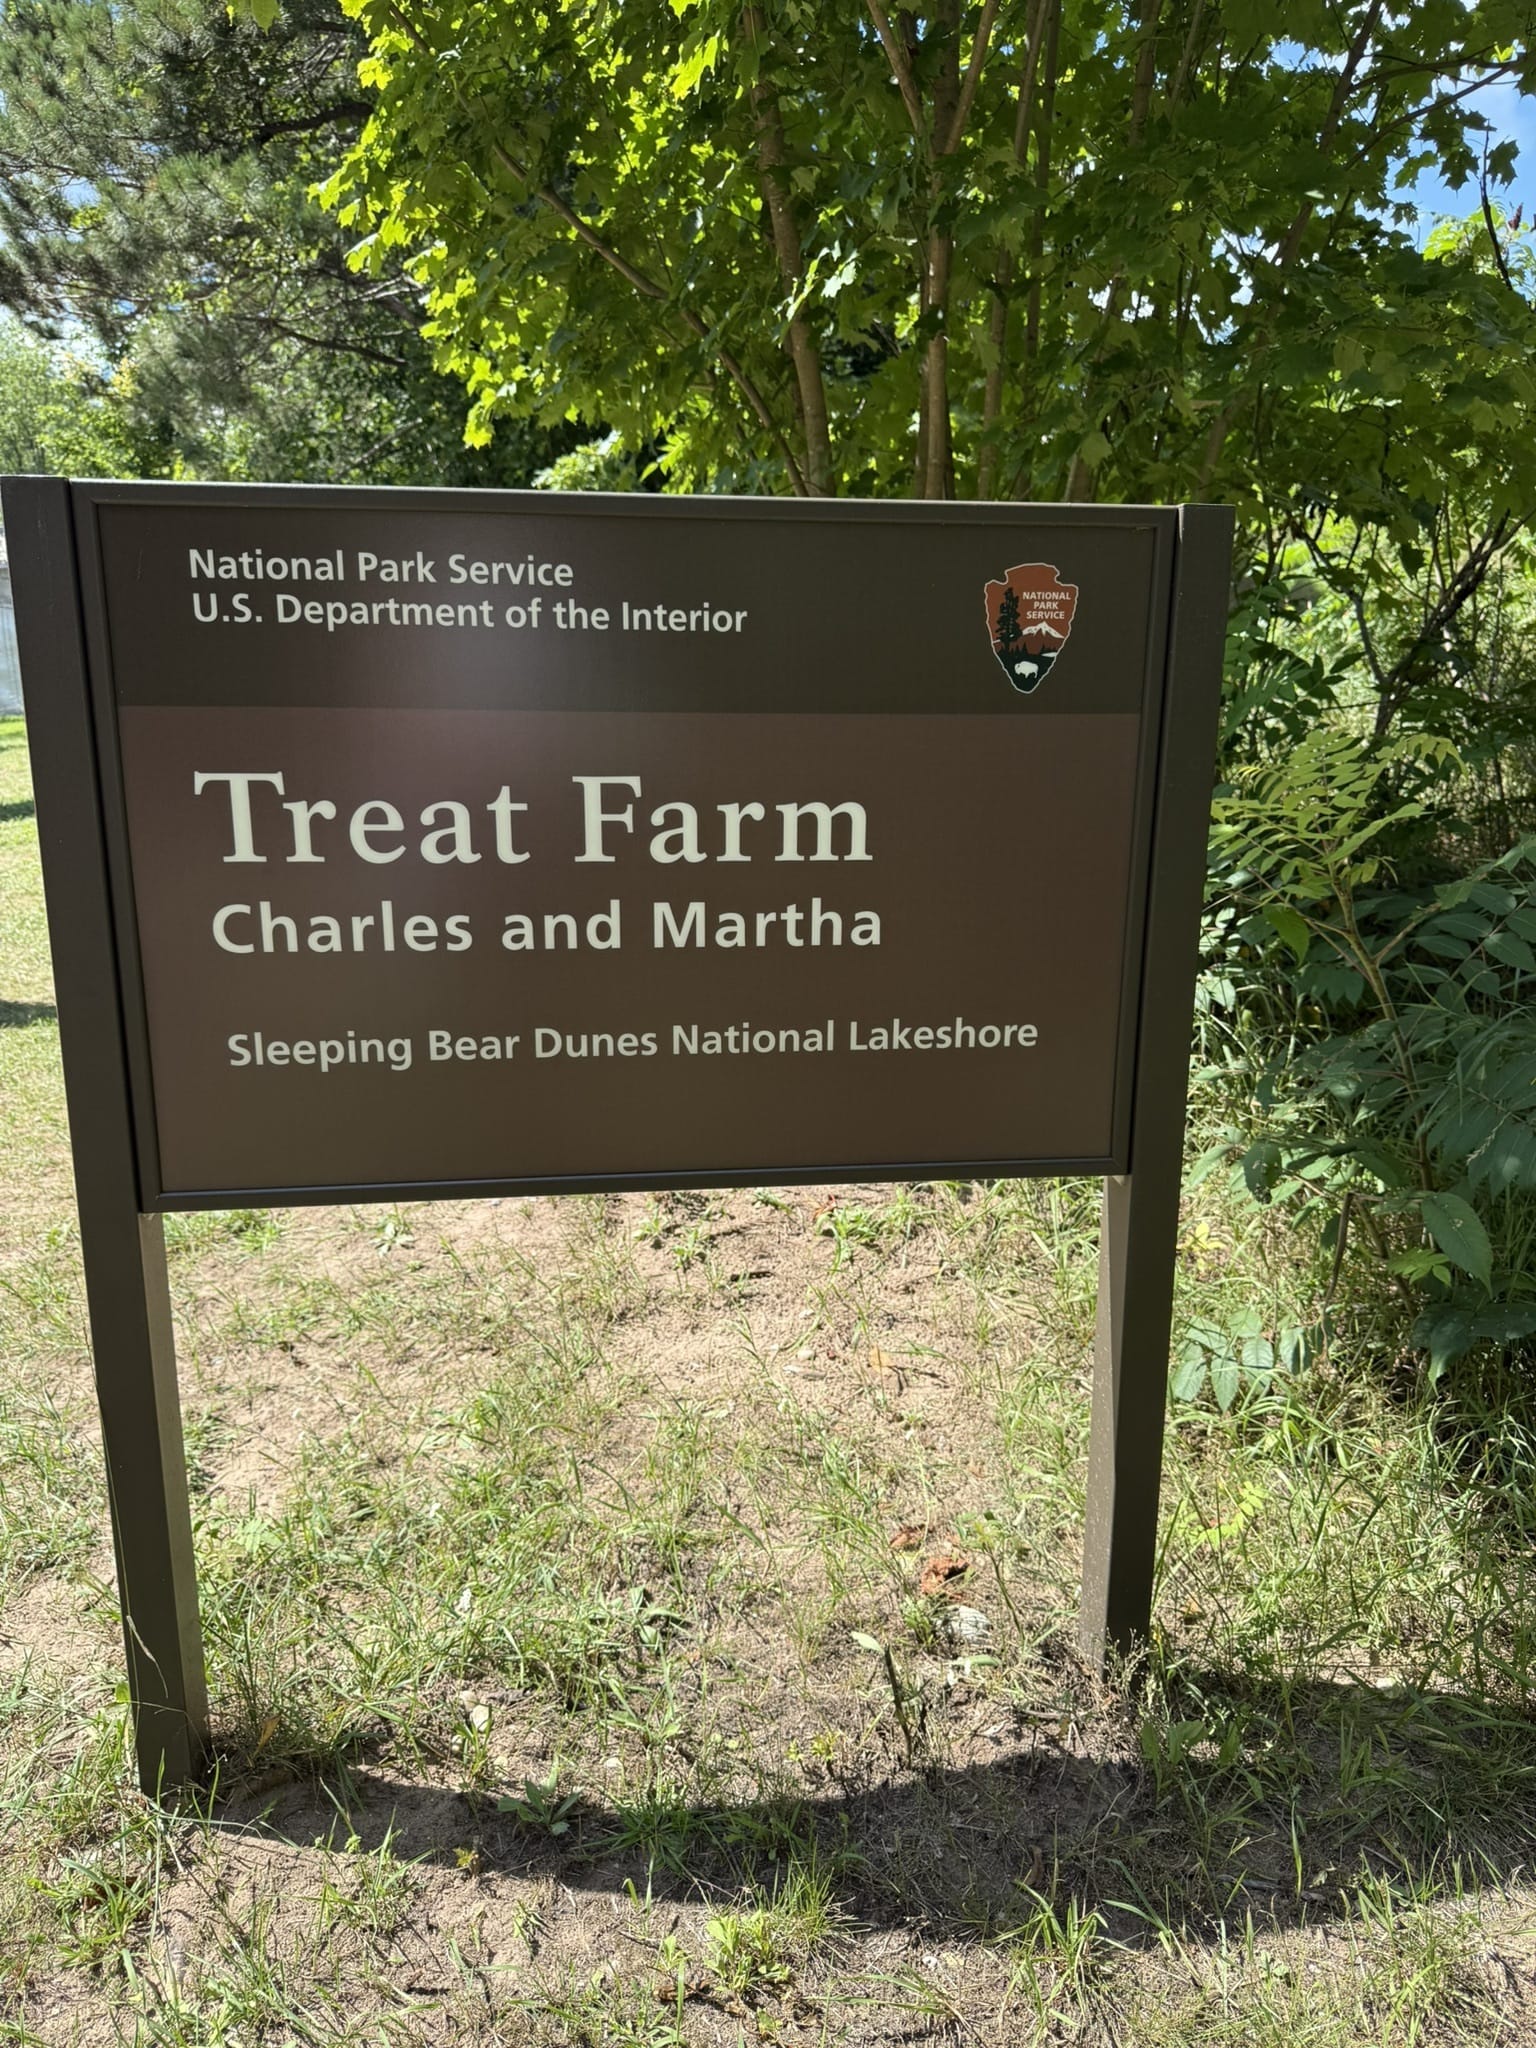 National Park Service
U.S. Department of the Interior
NATIONAL
PARK
SERVICE
Treat Farm
Charles and Martha
Sleeping Bear Dunes National Lakeshore